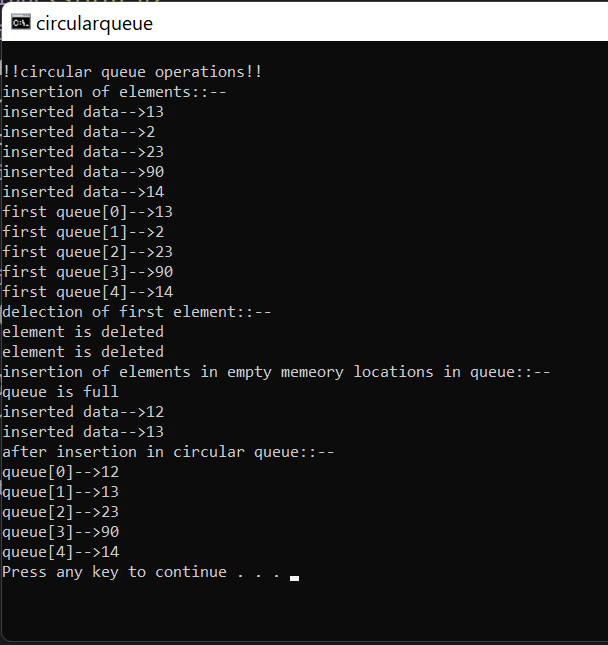 circularqueue
!!circular queue operations!!
insertion of elements::--
inserted data-->13
inserted data-->2
inserted data-->23
inserted data-->90
inserted data-->14
first queue[0]-->13
first queue[1]-->2
first queue[2]-->23
first queue[3]-->90
first queue[4]-->14
delection of first element::--
element is deleted
element is deleted
insertion of elements in empty memeory locations in queue::--
queue is full
inserted data-->12
inserted data-->13
after insertion in circular queue::--
queue[0]-->12
queue[1]-->13
queue[2]-->23
queue[3]-->90
queue[4]-->14
Press any key to continue . . .